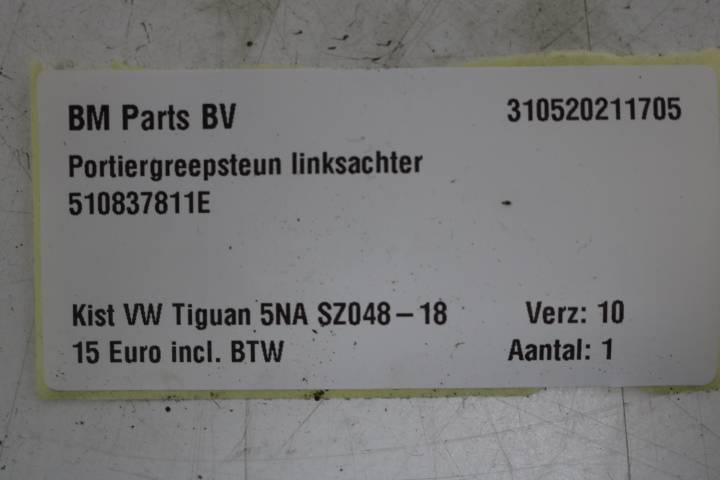 BM Parts BV 310520211705
Portiergreepsteun linksachter
510837811E
Kist VW Tiguan 5NA SZ048-18 Verz: 10
15 Euro incl. BTW Aantal: 1